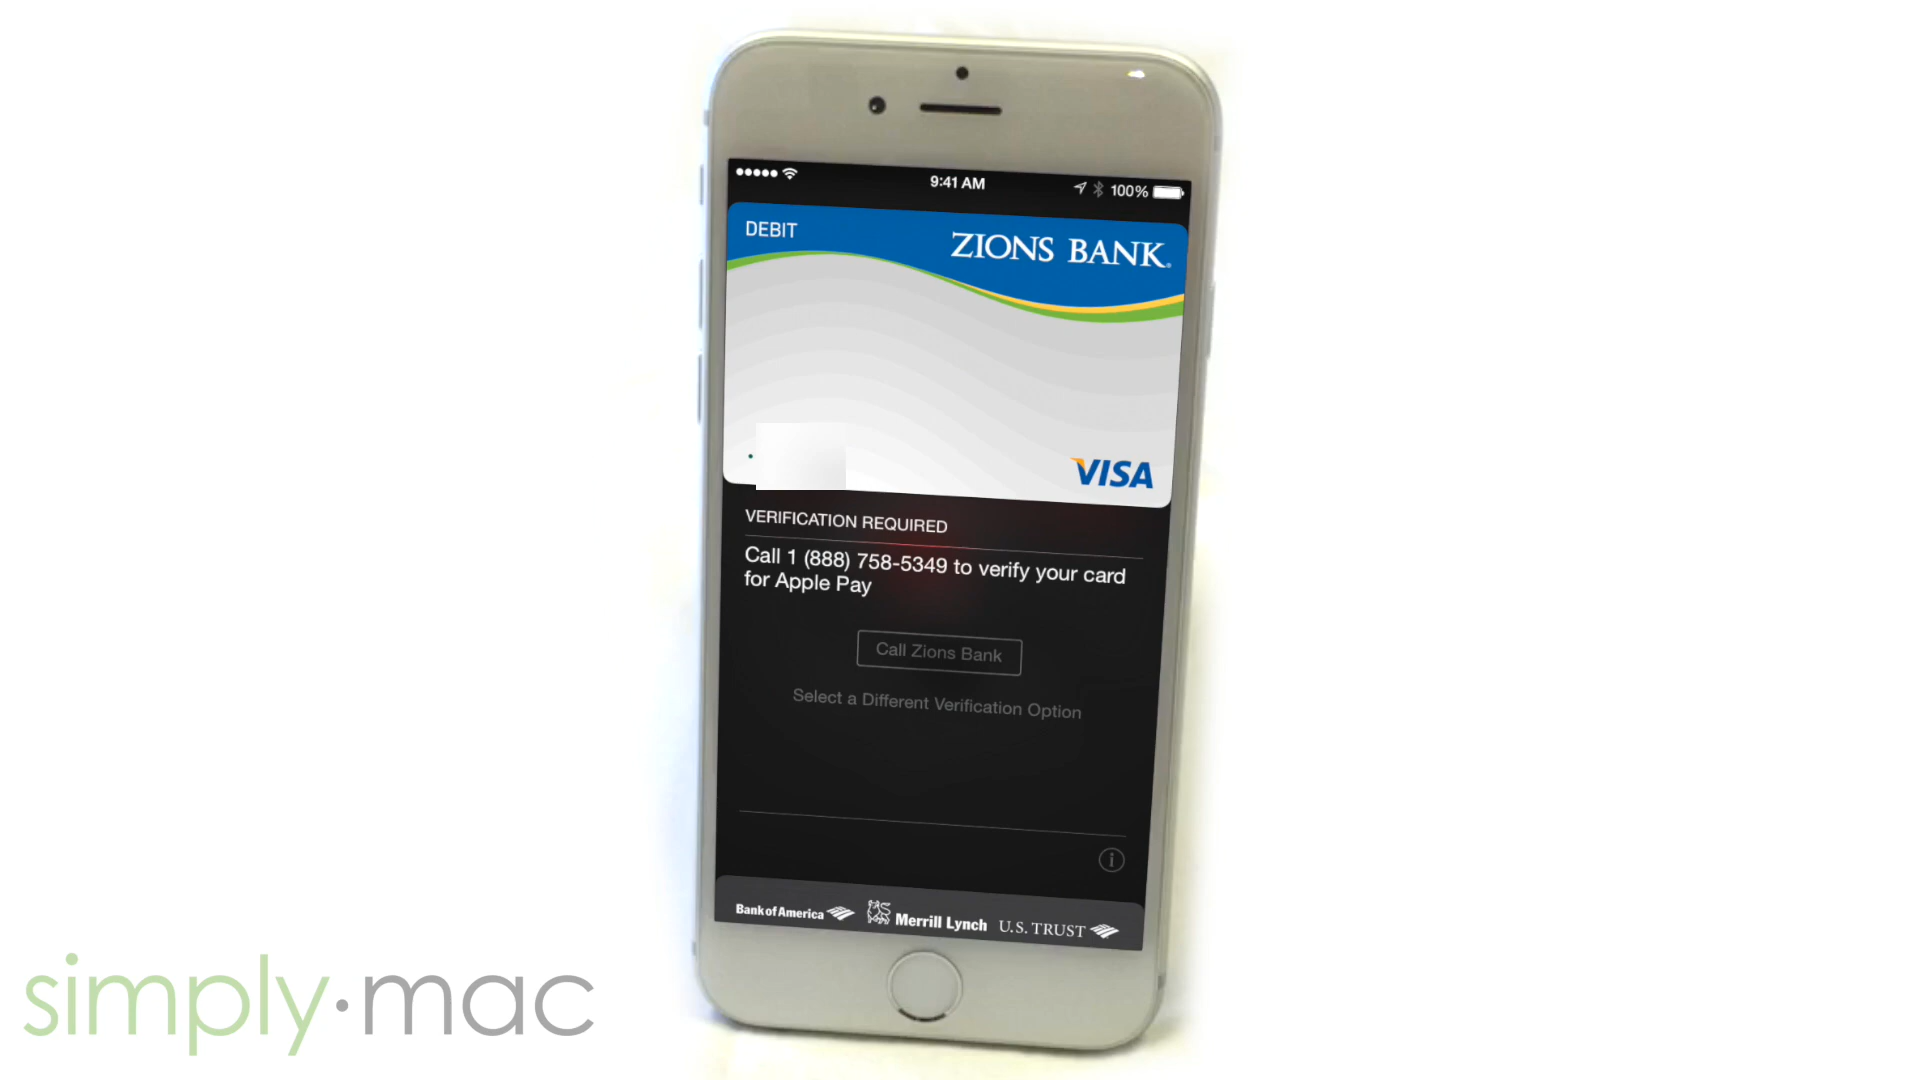 9:41 AM
100%
DEBIT
ZIONS BANK®
VISA
VERIFICATION REQUIRED
Call 1 (888) 758-5349 to verify your card
for Apple Pay
Call Zions Bank
Select a Different Verification Option
Bank of America Merrill Lynch U.S. TRUST
simply·mac